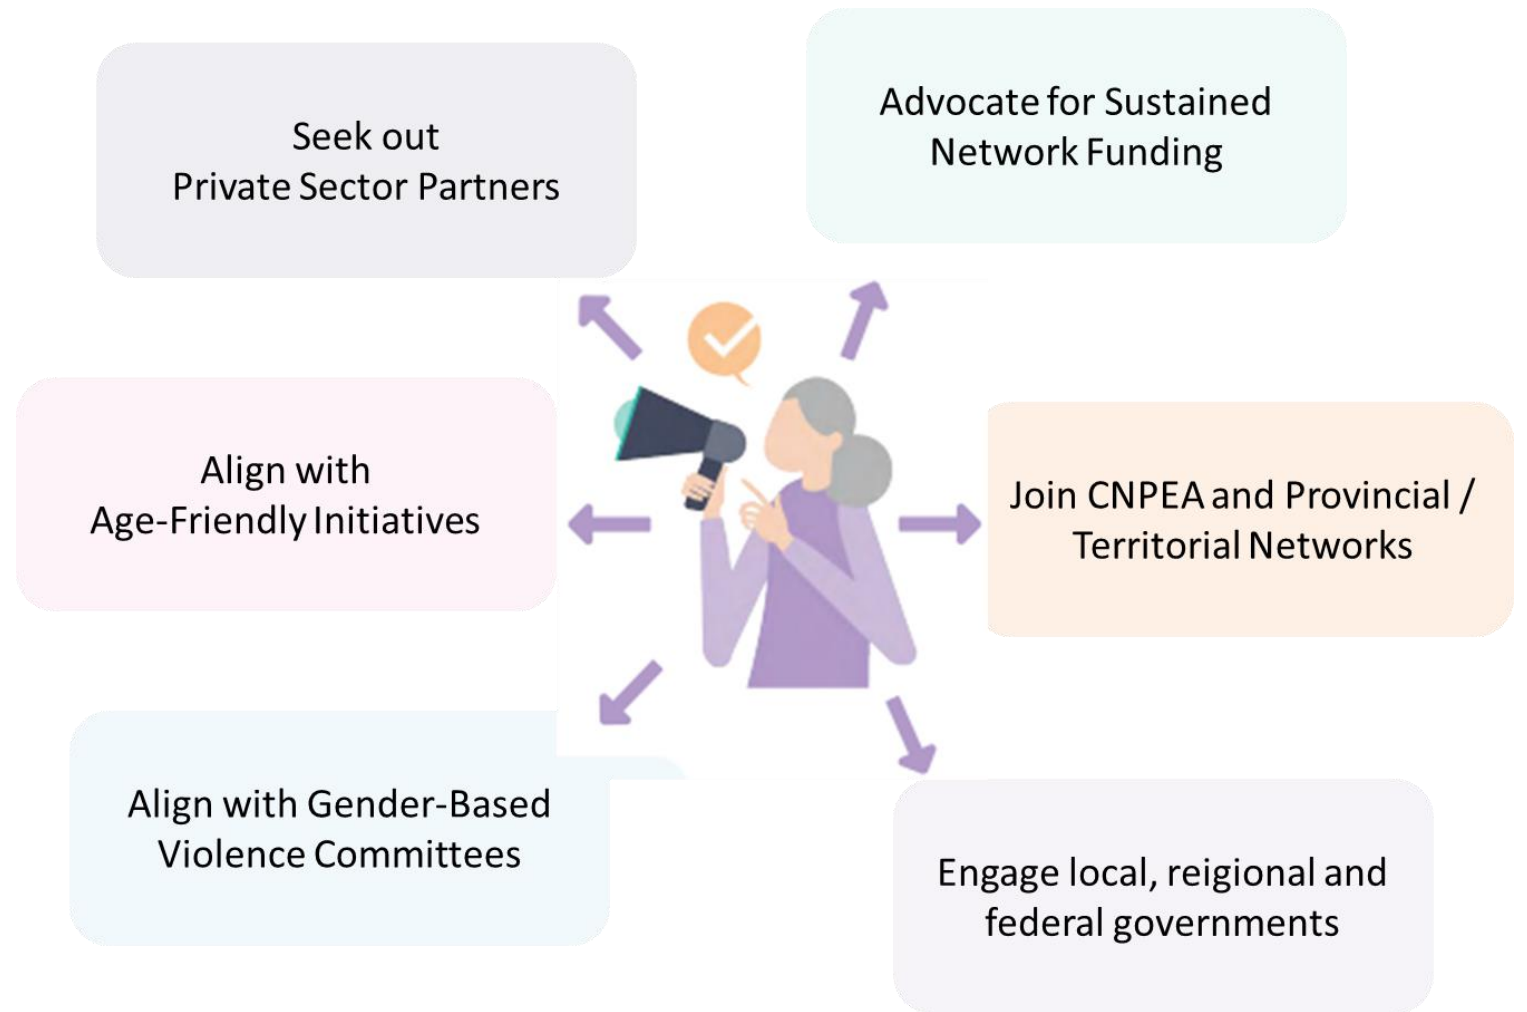 Seek out
Private Sector Partners
Advocate for Sustained
Network Funding
Align with
Age-Friendly Initiatives
Join CNPEA and Provincial /
Territorial Networks
Align with Gender-Based
Violence Committees
Engage local, reigional and
federal governments